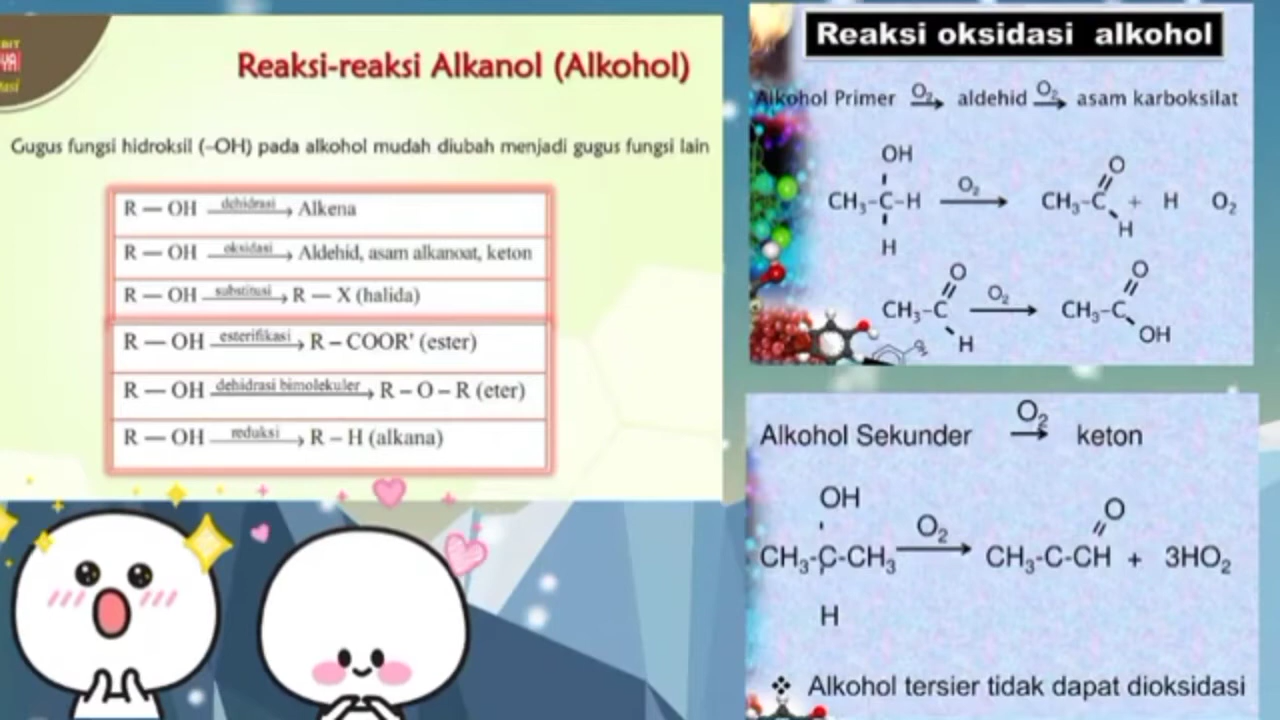 BIT
YA
Reaksi-reaksi Alkanol (Alkohol)
Gugus fungsi hidroksil (-OH) pada alkohol mudah diubah menjadi gugus fungsi lain
R — OH dehidrasi → Alkena
R — OH oksidasi → Aldehid, asam alkanoat, keton
R — OH substitusi → R — X (halida)
R — OH esterifikasi → R – COOR' (ester)
R — OH dehidrasi bimolekuler → R – O – R (eter)
R — OH reduksi → R – H (alkana)
Reaksi oksidasi alkohol
Alkohol Primer O₂→ aldehid O₂→ asam karboksilat
OH
O
CH₃-C-H O₂→ CH₃-C + H O₂
H
H
O
O
CH₃-C O₂→ CH₃-C
H
OH
OH
Alkohol Sekunder O₂→ keton
OH
O
CH₃-C-CH₃ O₂→ CH₃-C-CH + 3HO₂
H
❖ Alkohol tersier tidak dapat dioksidasi